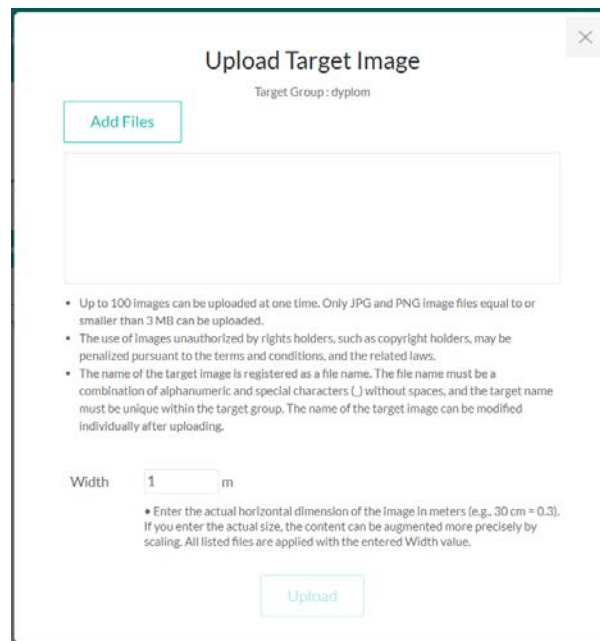 Upload Target Image
Target Group : dyplom
Add Files
• Up to 100 images can be uploaded at one time. Only JPG and PNG image files equal to or
smaller than 3 MB can be uploaded.
• The use of images unauthorized by rights holders, such as copyright holders, may be
penalized pursuant to the terms and conditions, and the related laws.
• The name of the target image is registered as a file name. The file name must be a
combination of alphanumeric and special characters (_) without spaces, and the target name
must be unique within the target group. The name of the target image can be modified
individually after uploading.
Width 1 m
• Enter the actual horizontal dimension of the image in meters (e.g., 30 cm = 0.3).
If you enter the actual size, the content can be augmented more precisely by
scaling. All listed files are applied with the entered Width value.
Upload